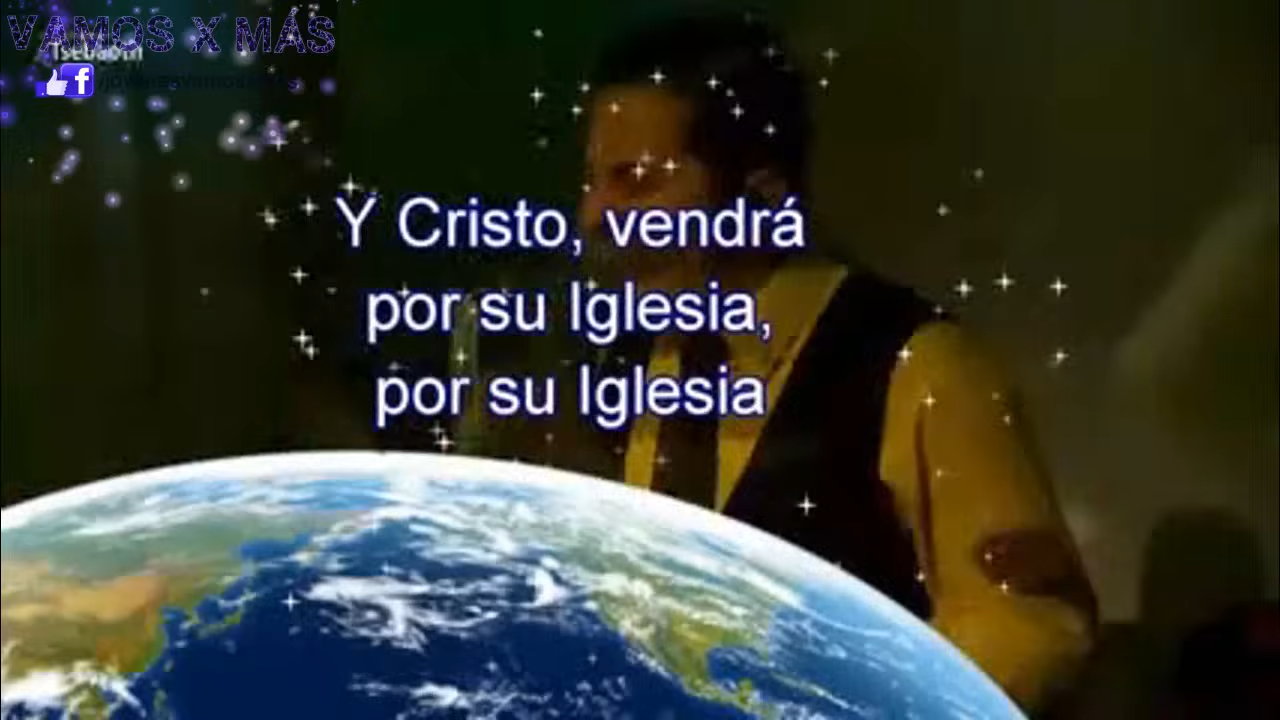 VAMOS X MÁS
Y Cristo, vendrá
por su Iglesia,
por su Iglesia